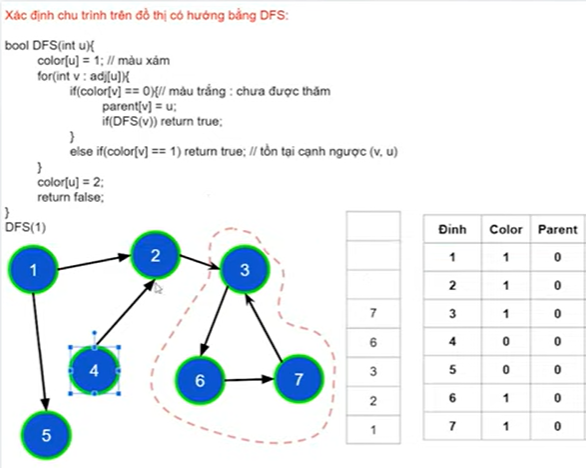 Xác định chu trình trên đồ thị có hướng bằng DFS:
bool DFS(int u){
color[u] = 1; // màu xám
for(int v : adj[u]){
if(color[v] == 0){// màu trắng : chưa được thăm
parent[v] = u;
if(DFS(v)) return true;
}
else if(color[v] == 1) return true; // tồn tại cạnh ngược (v, u)
}
color[u] = 2;
return false;
}
DFS(1)
1
2
3
4
5
6
7
7
6
3
2
1
Đỉnh Color Parent
1 1 0
2 1 0
3 1 0
4 0 0
5 0 0
6 1 0
7 1 0